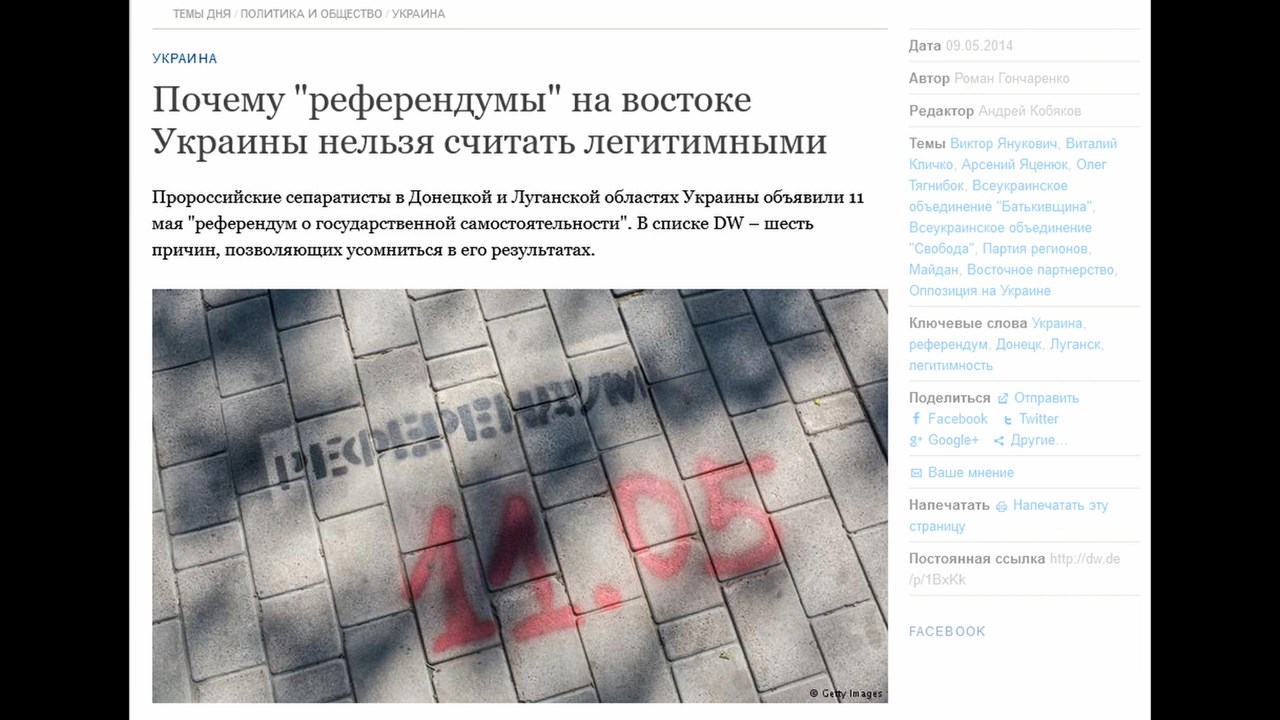 ТЕМЫ ДНЯ / ПОЛИТИКА И ОБЩЕСТВО / УКРАИНА
УКРАИНА
Почему "референдумы" на востоке
Украины нельзя считать легитимными
Пророссийские сепаратисты в Донецкой и Луганской областях Украины объявили 11
мая "референдум о государственной самостоятельности". В списке DW – шесть
причин, позволяющих усомниться в его результатах.
РЕФЕРЕНДУМ
11.05
© Getty Images
Дата 09.05.2014
Автор Роман Гончаренко
Редактор Андрей Кобяков
Темы Виктор Янукович, Виталий
Кличко, Арсений Яценюк, Олег
Тягнибок, Всеукраинское
объединение "Батькивщина",
Всеукраинское объединение
"Свобода", Партия регионов,
Майдан, Восточное партнерство,
Оппозиция на Украине
Ключевые слова Украина,
референдум, Донецк, Луганск,
легитимность
Поделиться Отправить
Facebook Twitter
Google+ Другие...
Ваше мнение
Напечатать Напечатать эту
страницу
Постоянная ссылка http://dw.de
/p/1BxKk
FACEBOOK